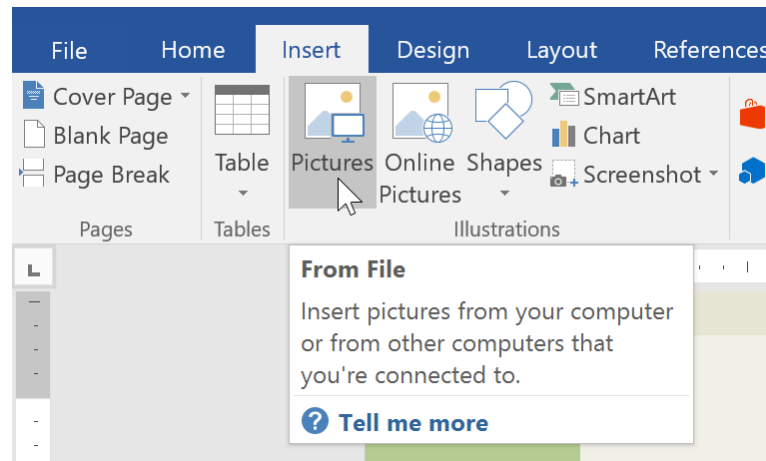 File Home Insert Design Layout References
Cover Page
Blank Page
Page Break
Table
Pictures
Online
Pictures
Shapes
SmartArt
Chart
Screenshot
Pages Tables Illustrations
From File
Insert pictures from your computer
or from other computers that
you're connected to.
Tell me more